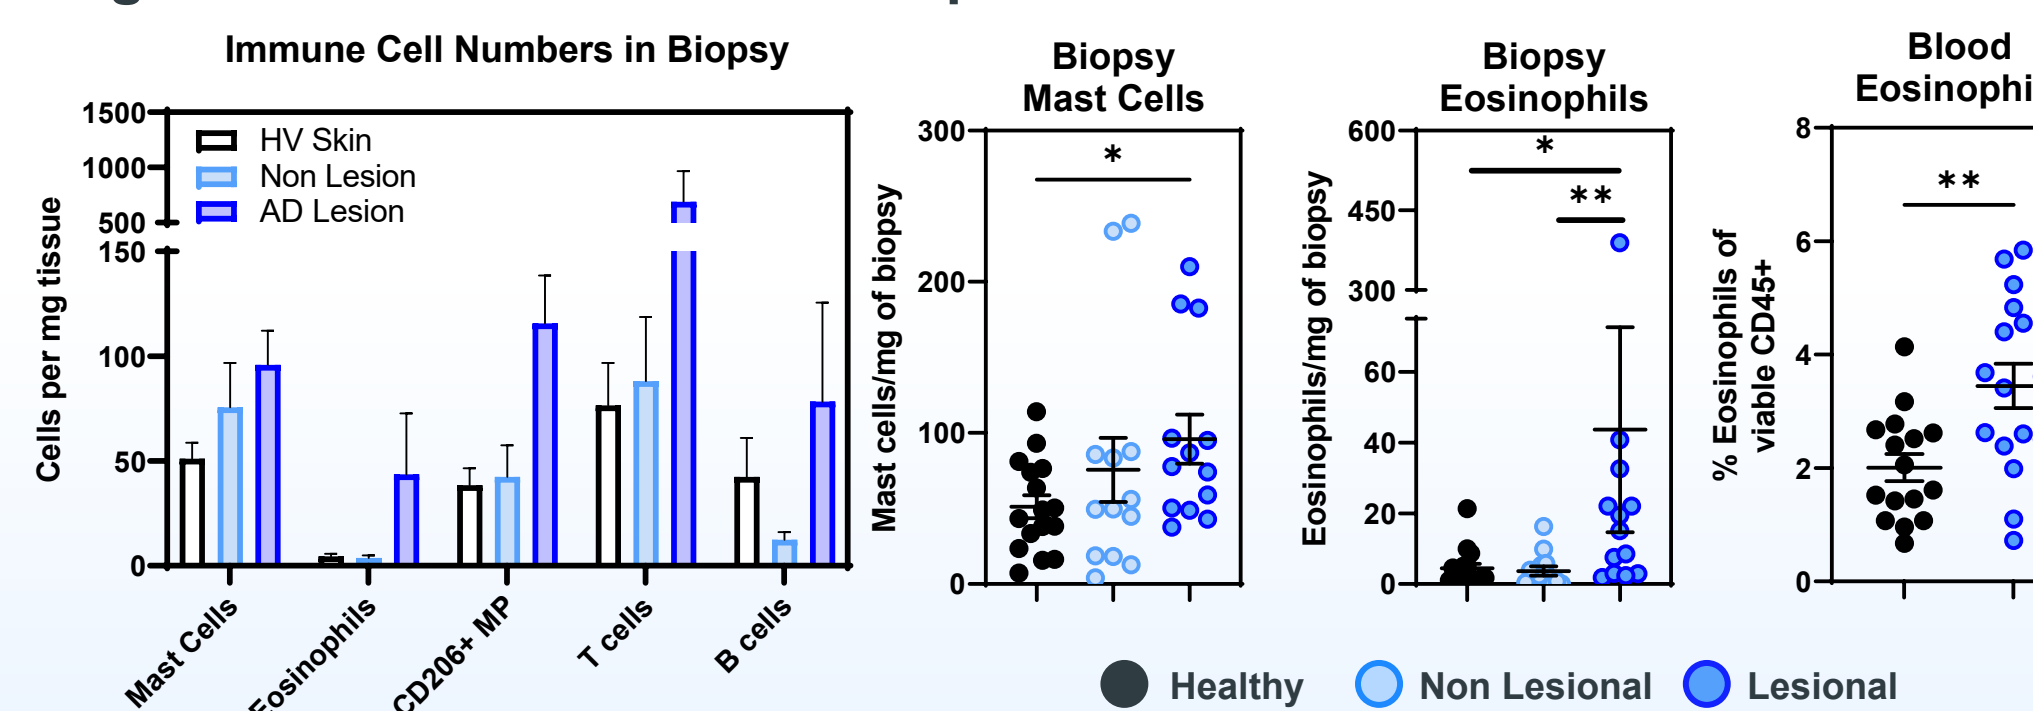 Immune Cell Numbers in Biopsy
1500
1000
500
150
100
50
0
Cells per mg tissue
HV Skin
Non Lesion
AD Lesion
Mast Cells
Eosinophils
CD206+ MP
T cells
B cells
Biopsy
Mast Cells
300
200
100
0
Mast cells/mg of biopsy
*
Biopsy
Eosinophils
600
450
300
60
40
20
0
Eosinophils/mg of biopsy
*
**
Blood
Eosinophi
8
6
4
2
0
% Eosinophils of
viable CD45+
**
Healthy
Non Lesional
Lesional